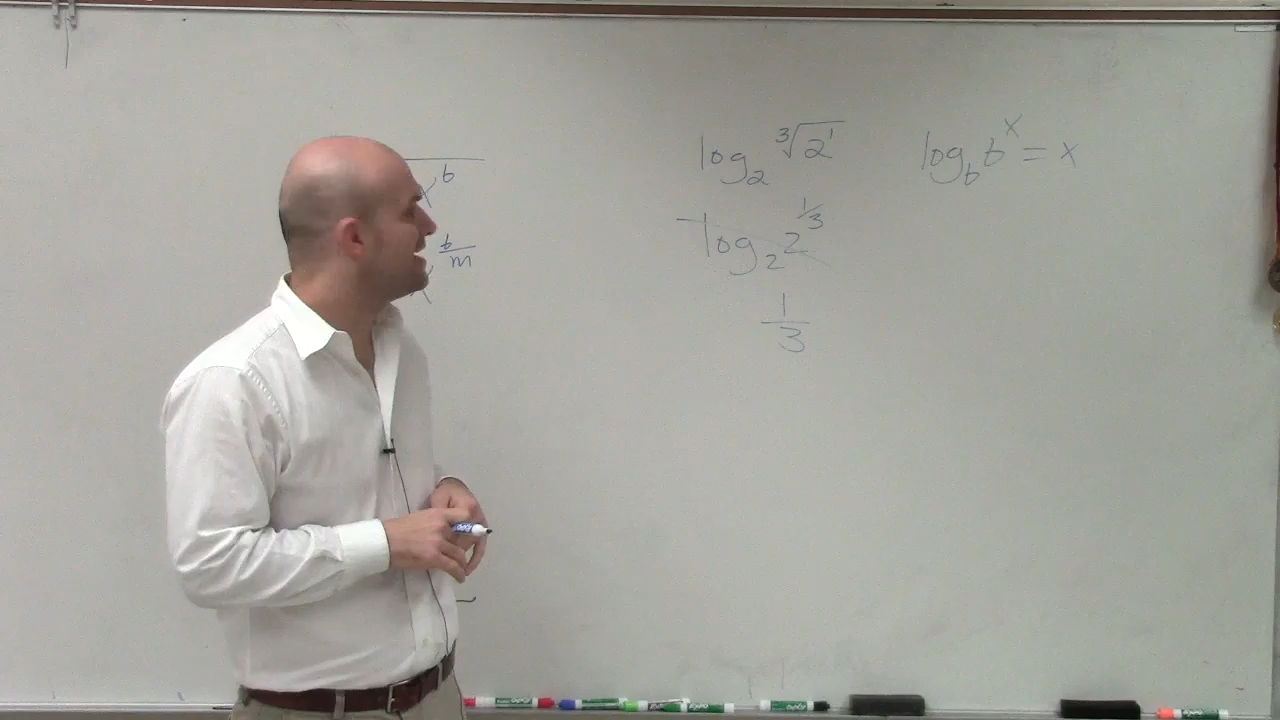 x^b
x^(b/m)
log₂ ∛(2¹)
log₂ 2^(1/3)
1/3
log_b b^x = x